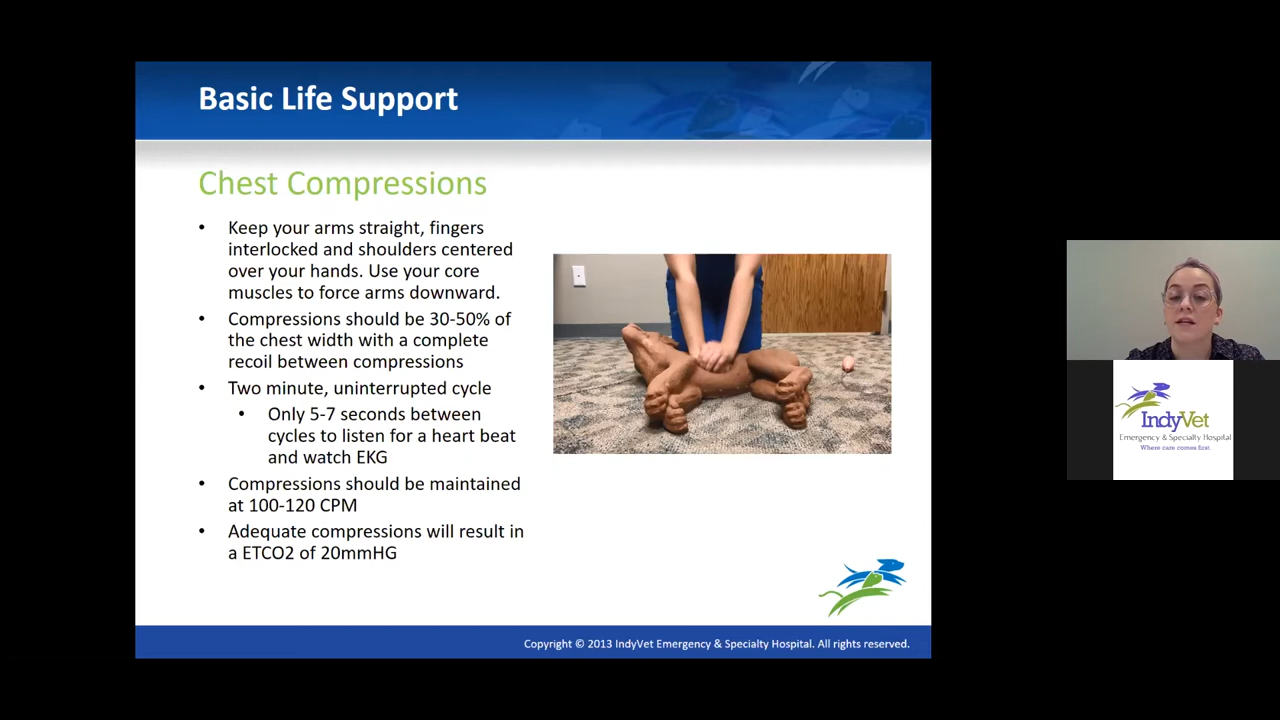 Basic Life Support
Chest Compressions
• Keep your arms straight, fingers
interlocked and shoulders centered
over your hands. Use your core
muscles to force arms downward.
• Compressions should be 30-50% of
the chest width with a complete
recoil between compressions
• Two minute, uninterrupted cycle
• Only 5-7 seconds between
cycles to listen for a heart beat
and watch EKG
• Compressions should be maintained
at 100-120 CPM
• Adequate compressions will result in
a ETCO2 of 20mmHG
Copyright © 2013 IndyVet Emergency & Specialty Hospital. All rights reserved.
IndyVet
Emergency & Specialty Hospital
Where care comes first.